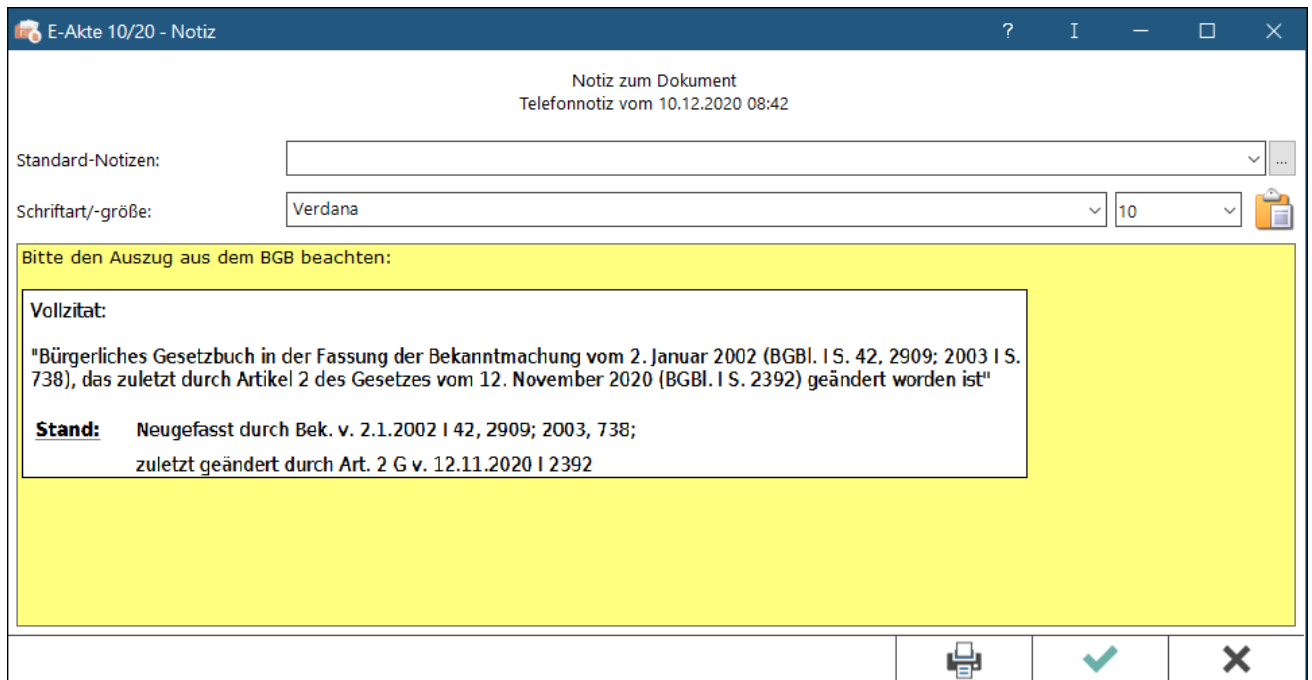 E-Akte 10/20 - Notiz
Notiz zum Dokument
Telefonnotiz vom 10.12.2020 08:42
Standard-Notizen:
...
Schriftart/-größe:
Verdana
10
Bitte den Auszug aus dem BGB beachten:
Vollzitat:
"Bürgerliches Gesetzbuch in der Fassung der Bekanntmachung vom 2. Januar 2002 (BGBl. I S. 42, 2909; 2003 I S.
738), das zuletzt durch Artikel 2 des Gesetzes vom 12. November 2020 (BGBl. I S. 2392) geändert worden ist"
Stand: Neugefasst durch Bek. v. 2.1.2002 I 42, 2909; 2003, 738;
zuletzt geändert durch Art. 2 G v. 12.11.2020 I 2392